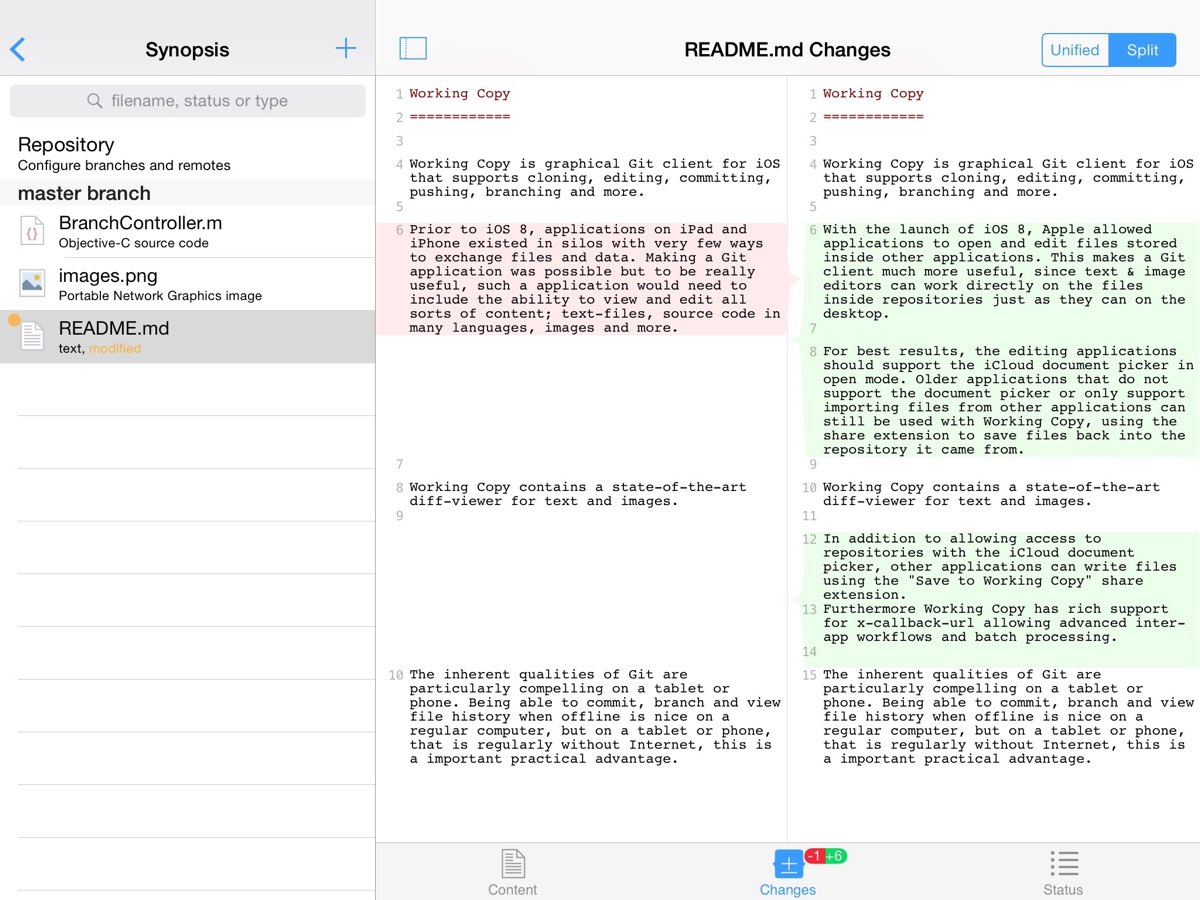 Synopsis
filename, status or type
Repository
Configure branches and remotes
master branch
BranchController.m
Objective-C source code
images.png
Portable Network Graphics image
README.md
text, modified
README.md Changes
Unified
Split
1 Working Copy
2 ============
3
4 Working Copy is graphical Git client for iOS
that supports cloning, editing, committing,
pushing, branching and more.
5
6 Prior to iOS 8, applications on iPad and
iPhone existed in silos with very few ways
to exchange files and data. Making a Git
application was possible but to be really
useful, such a application would need to
include the ability to view and edit all
sorts of content; text-files, source code in
many languages, images and more.
7
8 Working Copy contains a state-of-the-art
diff-viewer for text and images.
9
10 The inherent qualities of Git are
particularly compelling on a tablet or
phone. Being able to commit, branch and view
file history when offline is nice on a
regular computer, but on a tablet or phone,
that is regularly without Internet, this is
a important practical advantage.
1 Working Copy
2 ============
3
4 Working Copy is graphical Git client for iOS
that supports cloning, editing, committing,
pushing, branching and more.
5
6 With the launch of iOS 8, Apple allowed
applications to open and edit files stored
inside other applications. This makes a Git
client much more useful, since text & image
editors can work directly on the files
inside repositories just as they can on the
desktop.
7
8 For best results, the editing applications
should support the iCloud document picker in
open mode. Older applications that do not
support the document picker or only support
importing files from other applications can
still be used with Working Copy, using the
share extension to save files back into the
repository it came from.
9
10 Working Copy contains a state-of-the-art
diff-viewer for text and images.
11
12 In addition to allowing access to
repositories with the iCloud document
picker, other applications can write files
using the "Save to Working Copy" share
extension.
13 Furthermore Working Copy has rich support
for x-callback-url allowing advanced inter-
app workflows and batch processing.
14
15 The inherent qualities of Git are
particularly compelling on a tablet or
phone. Being able to commit, branch and view
file history when offline is nice on a
regular computer, but on a tablet or phone,
that is regularly without Internet, this is
a important practical advantage.
Content
-1 +6
Changes
Status